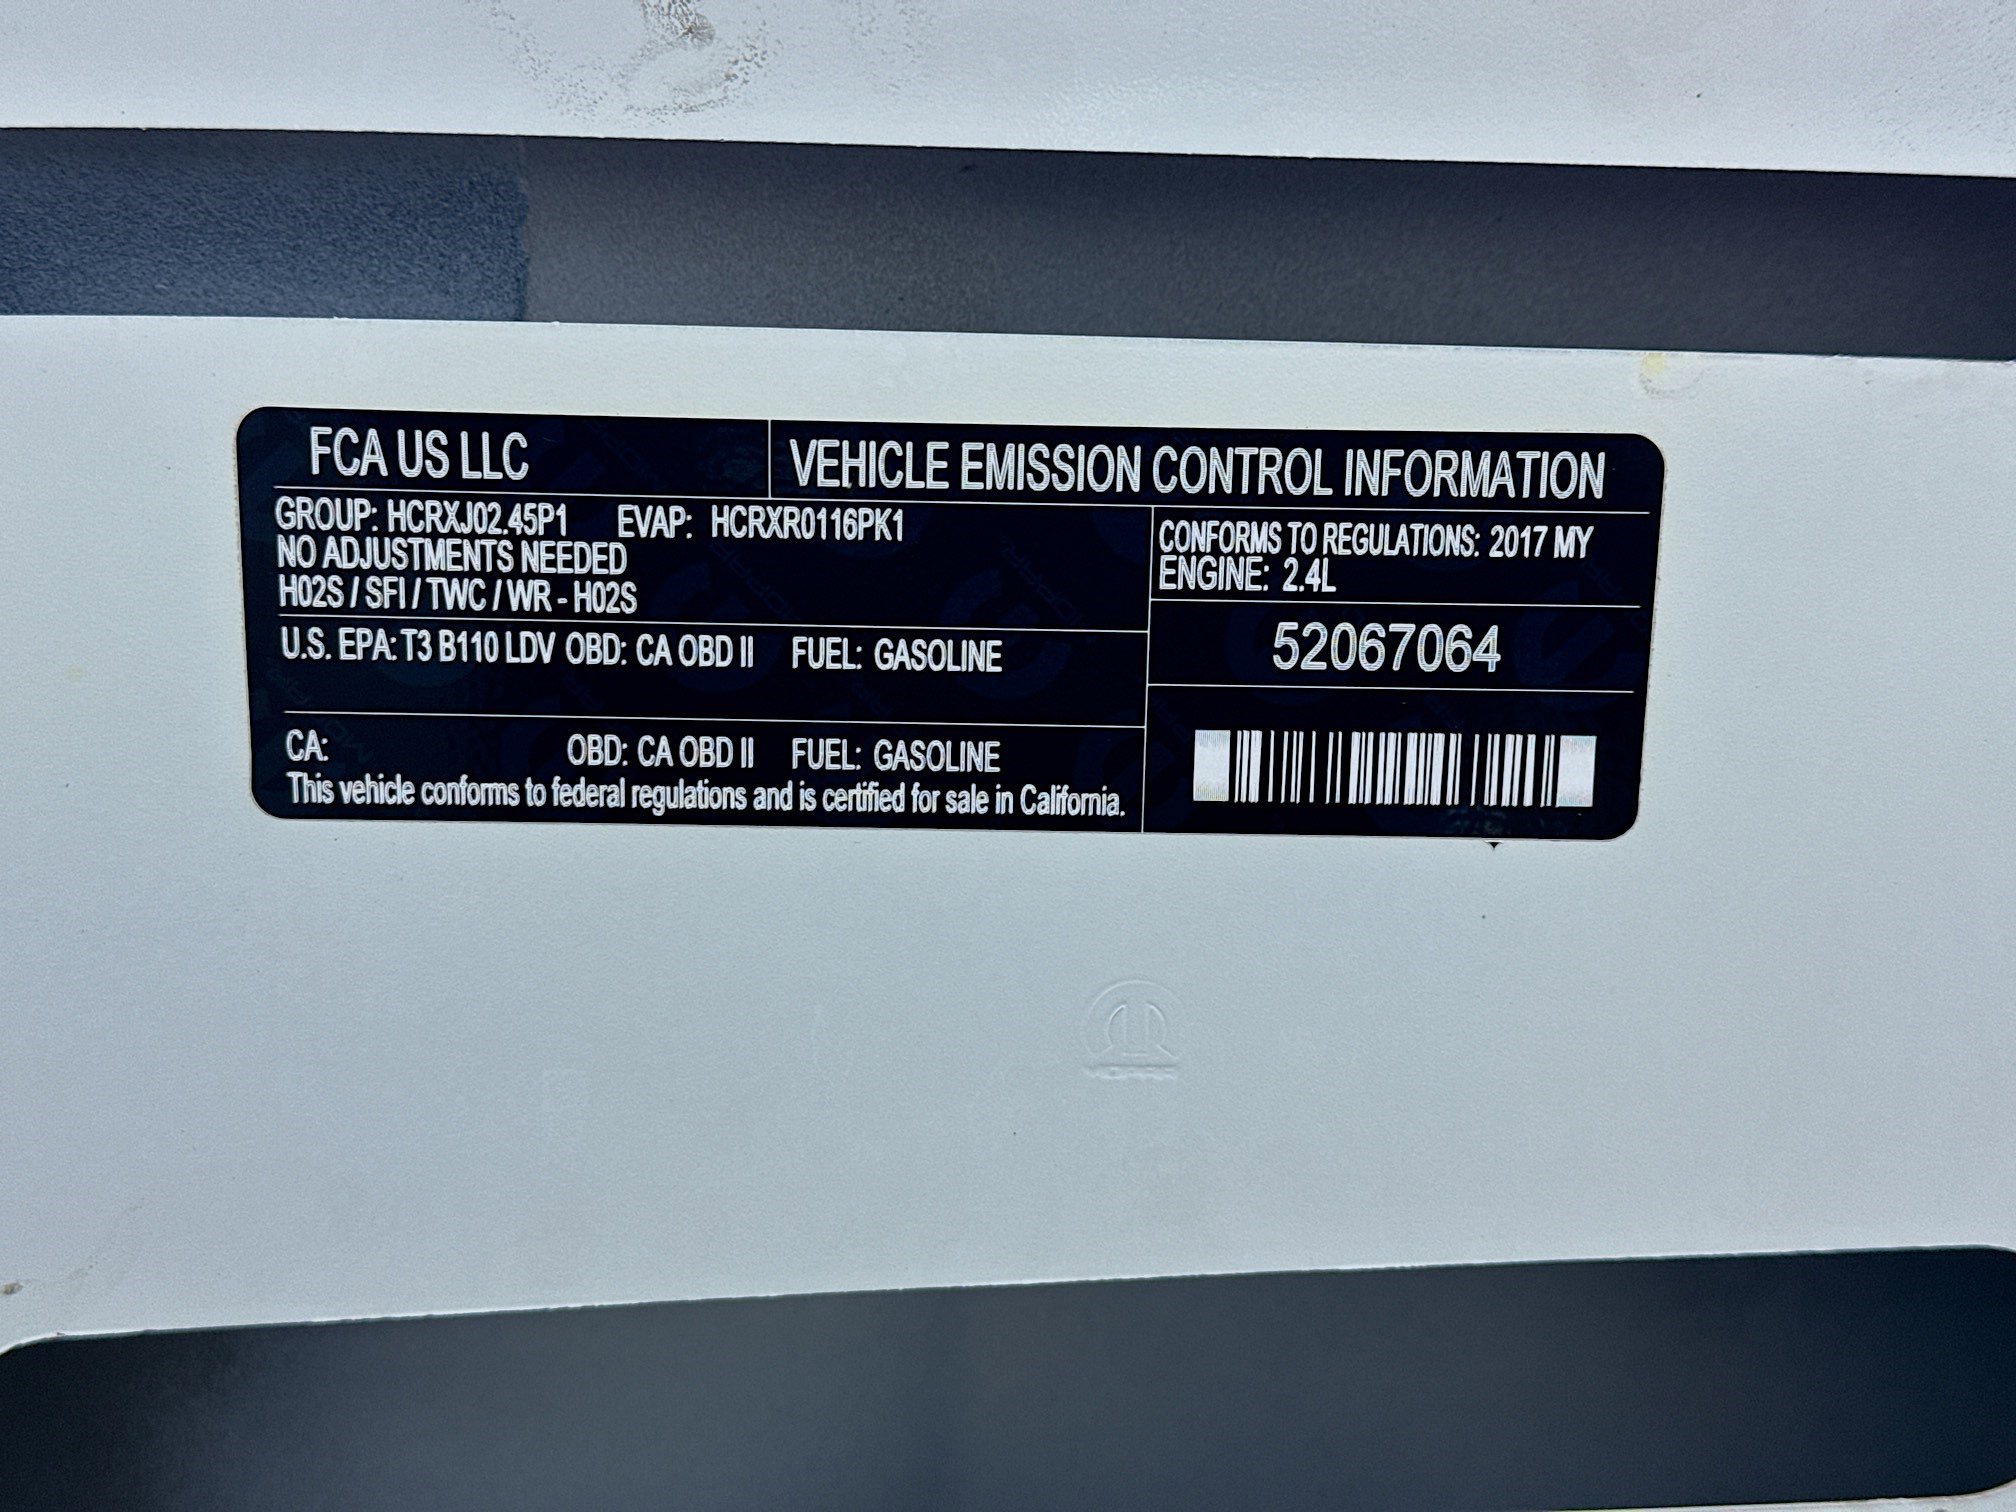 FCA US LLC
VEHICLE EMISSION CONTROL INFORMATION
GROUP: HCRXJ02.45P1 EVAP: HCRXR0116PK1
NO ADJUSTMENTS NEEDED
H02S / SFI / TWC / WR - H02S
CONFORMS TO REGULATIONS: 2017 MY
ENGINE: 2.4L
U.S. EPA: T3 B110 LDV OBD: CA OBD II FUEL: GASOLINE
52067064
CA: OBD: CA OBD II FUEL: GASOLINE
This vehicle conforms to federal regulations and is certified for sale in California.
MOPAR